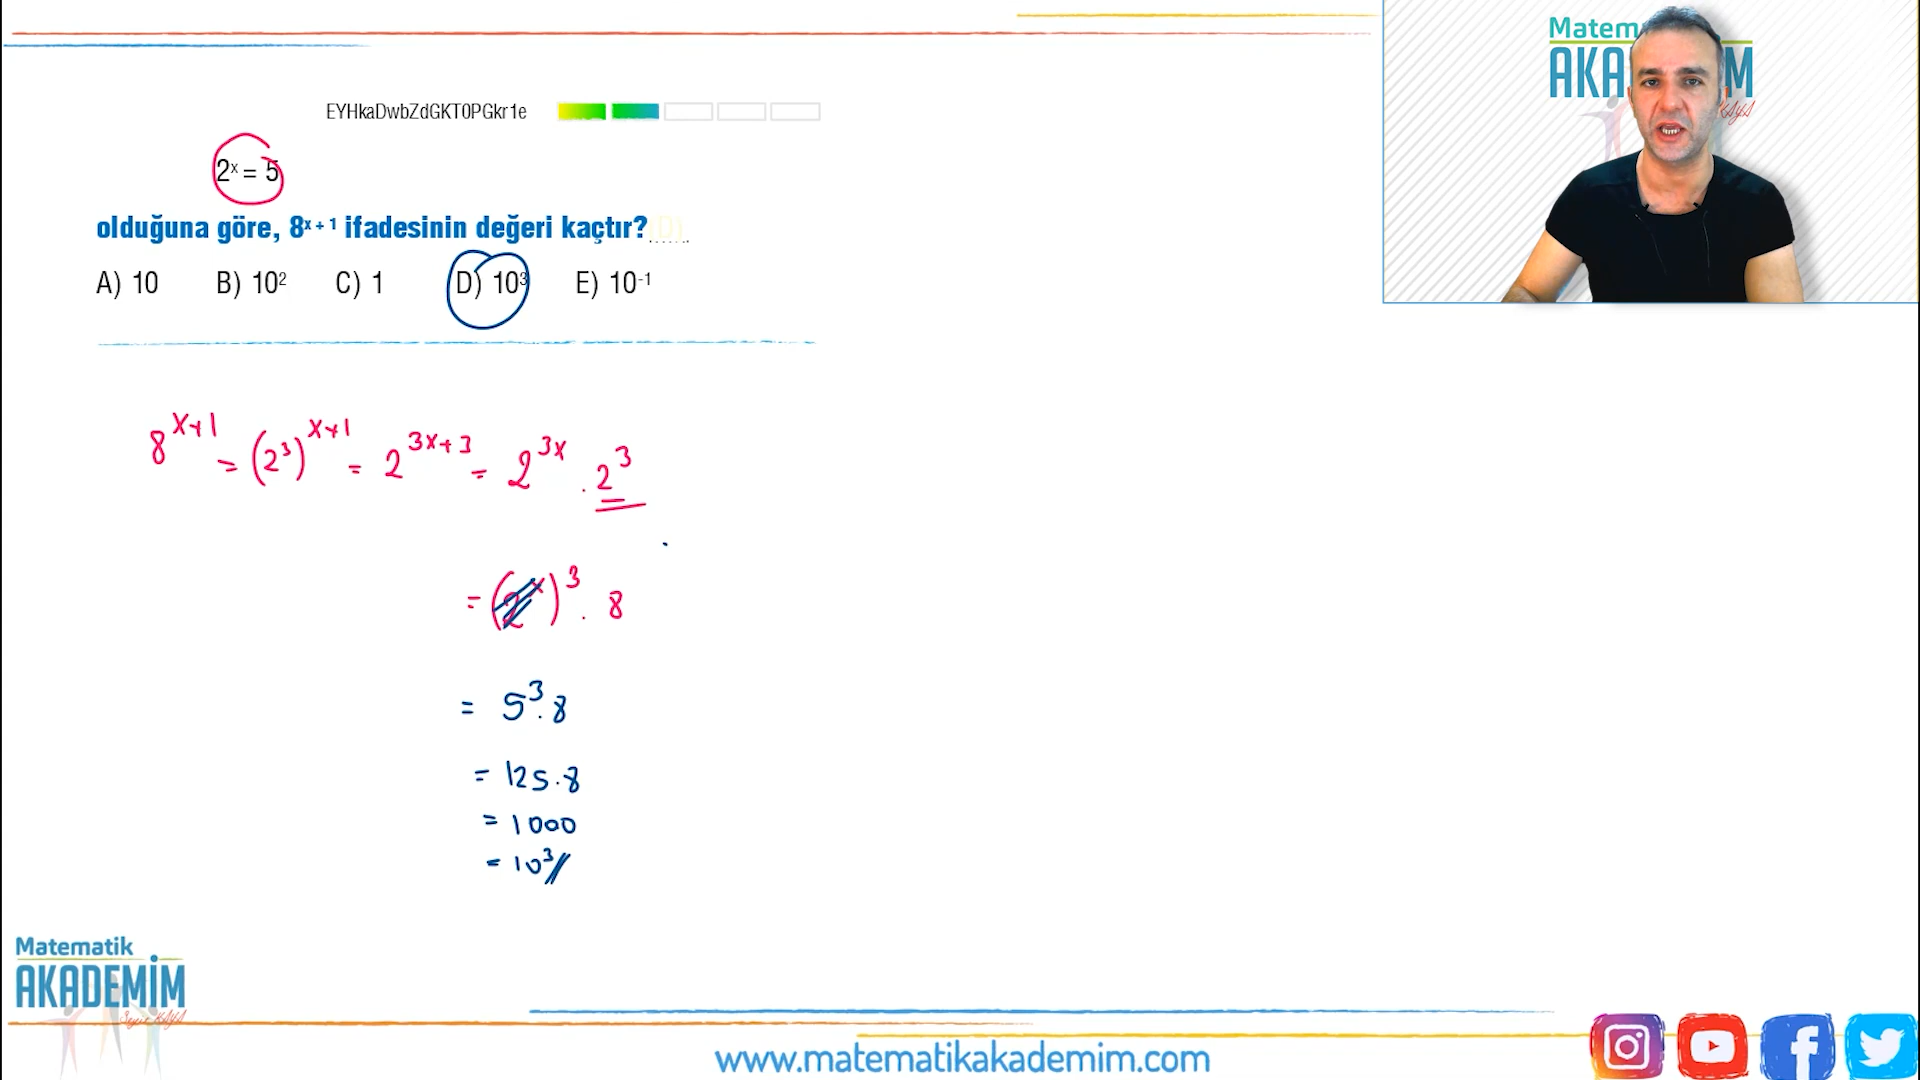 Matem
AKA M
EYHkaDwbZdGKT0PGkr1e
2ˣ = 5
olduğuna göre, 8ˣ ⁺ ¹ ifadesinin değeri kaçtır?
A) 10 B) 10² C) 1 D) 10³ E) 10⁻¹
8ˣ⁺¹ = (2³)ˣ⁺¹ = 2³ˣ⁺³ = 2³ˣ . 2³
= (2ˣ)³ . 8
= 5³ . 8
= 125 . 8
= 1000
= 10³//
Matematik
AKADEMİM
www.matematikakademim.com